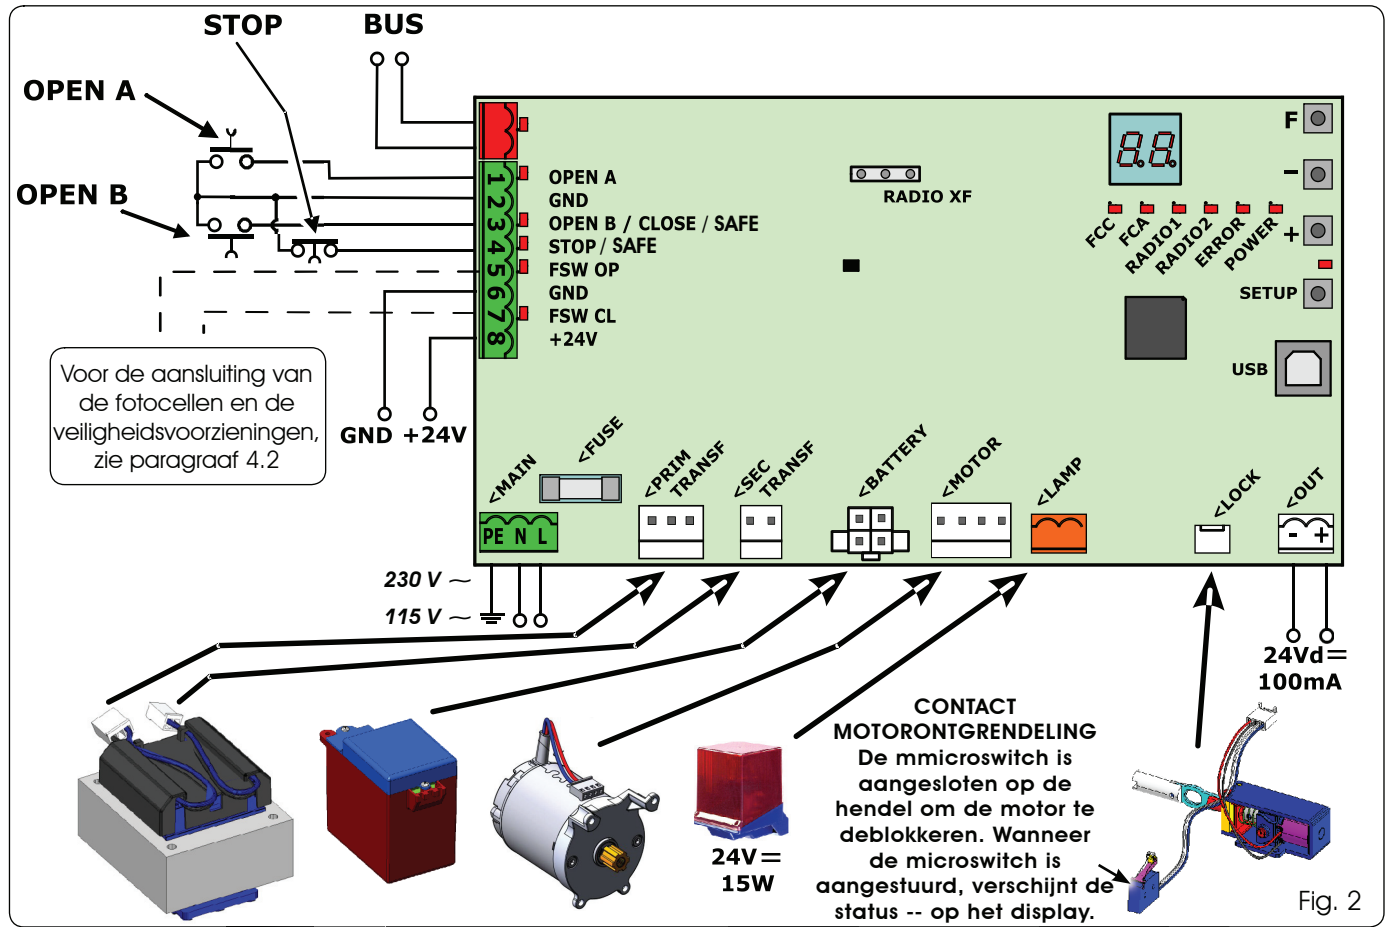 STOP
BUS
OPEN A
OPEN B
1 OPEN A
2 GND
3 OPEN B / CLOSE / SAFE
4 STOP / SAFE
5 FSW OP
6 GND
7 FSW CL
8 +24V
RADIO XF
8.8.
F
-
+
SETUP
USB
FCC
FCA
RADIO1
RADIO2
ERROR
POWER
Voor de aansluiting van
de fotocellen en de
veiligheidsvoorzieningen,
zie paragraaf 4.2
GND +24V
<MAIN
<FUSE
<PRIM
TRANSF
<SEC
TRANSF
<BATTERY
<MOTOR
<LAMP
<LOCK
<OUT
PE N L
- +
230 V ~
115 V ~
24Vd=
100mA
24V=
15W
CONTACT
MOTORONTGRENDELING
De mmicroswitch is
aangesloten op de
hendel om de motor te
deblokkeren. Wanneer
de microswitch is
aangestuurd, verschijnt de
status -- op het display.
Fig. 2